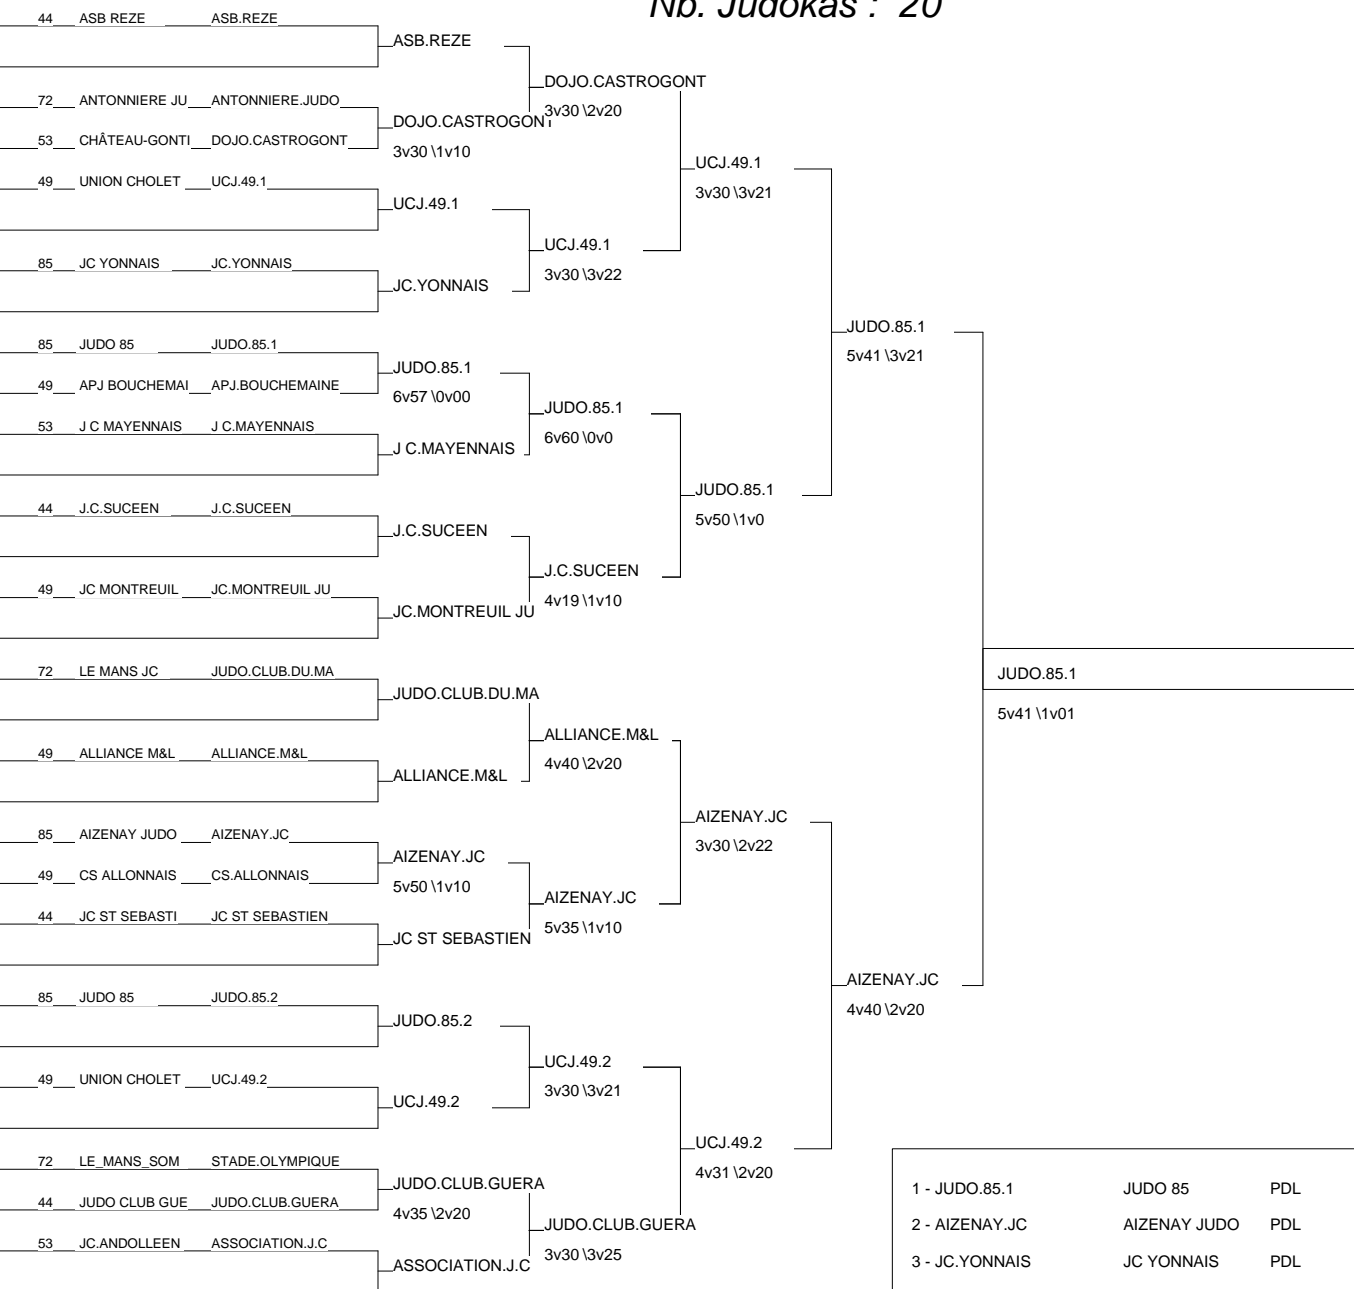 Nb. Judokas : 20
44 ASB REZE ASB.REZE
ASB.REZE
DOJO.CASTROGONT
3v30 \2v20
72 ANTONNIERE JU ANTONNIERE.JUDO
DOJO.CASTROGONT
3v30 \1v10
53 CHÂTEAU-GONTI DOJO.CASTROGONT
UCJ.49.1
3v30 \3v21
49 UNION CHOLET UCJ.49.1
UCJ.49.1
UCJ.49.1
3v30 \3v22
85 JC YONNAIS JC.YONNAIS
JC.YONNAIS
JUDO.85.1
5v41 \3v21
85 JUDO 85 JUDO.85.1
JUDO.85.1
6v57 \0v00
49 APJ BOUCHEMAI APJ.BOUCHEMAINE
JUDO.85.1
6v60 \0v0
53 J C MAYENNAIS J C.MAYENNAIS
J C.MAYENNAIS
JUDO.85.1
5v50 \1v0
44 J.C.SUCEEN J.C.SUCEEN
J.C.SUCEEN
J.C.SUCEEN
4v19 \1v10
49 JC MONTREUIL JC.MONTREUIL JU
JC.MONTREUIL JU
JUDO.85.1
5v41 \1v01
72 LE MANS JC JUDO.CLUB.DU.MA
JUDO.CLUB.DU.MA
ALLIANCE.M&L
4v40 \2v20
49 ALLIANCE M&L ALLIANCE.M&L
ALLIANCE.M&L
AIZENAY.JC
3v30 \2v22
85 AIZENAY JUDO AIZENAY.JC
AIZENAY.JC
5v50 \1v10
49 CS ALLONNAIS CS.ALLONNAIS
AIZENAY.JC
5v35 \1v10
44 JC ST SEBASTI JC ST SEBASTIEN
JC ST SEBASTIEN
AIZENAY.JC
4v40 \2v20
85 JUDO 85 JUDO.85.2
JUDO.85.2
UCJ.49.2
3v30 \3v21
49 UNION CHOLET UCJ.49.2
UCJ.49.2
UCJ.49.2
4v31 \2v20
72 LE_MANS_SOM STADE.OLYMPIQUE
JUDO.CLUB.GUERA
4v35 \2v20
44 JUDO CLUB GUE JUDO.CLUB.GUERA
JUDO.CLUB.GUERA
3v30 \3v25
53 JC.ANDOLLEEN ASSOCIATION.J.C
ASSOCIATION.J.C
1 - JUDO.85.1 JUDO 85 PDL
2 - AIZENAY.JC AIZENAY JUDO PDL
3 - JC.YONNAIS JC YONNAIS PDL